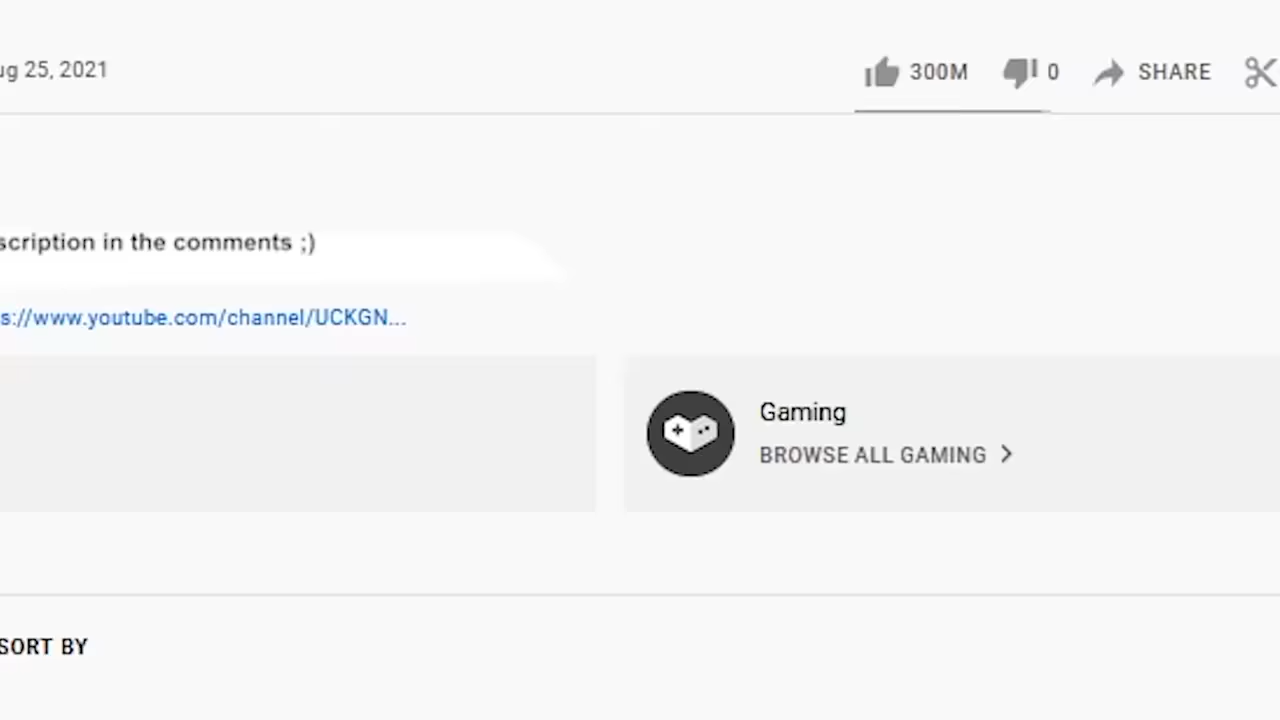 ug 25, 2021
300M
0
SHARE
scription in the comments ;)
s://www.youtube.com/channel/UCKGN...
Gaming
BROWSE ALL GAMING
SORT BY